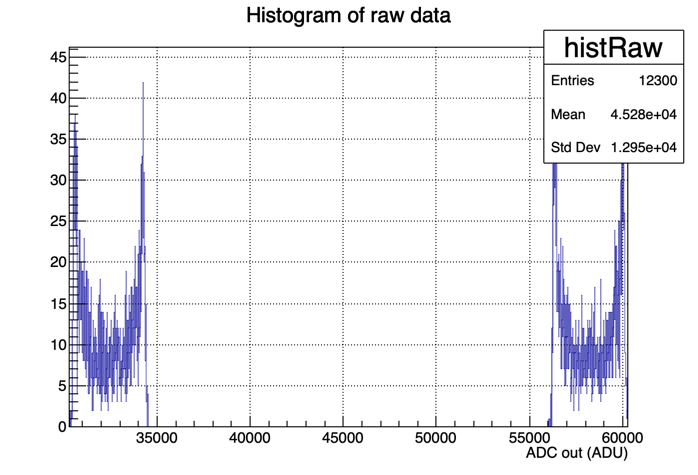 Histogram of raw data
histRaw
Entries 12300
Mean 4.528e+04
Std Dev 1.295e+04
45
40
35
30
25
20
15
10
5
0
35000 40000 45000 50000 55000 60000
ADC out (ADU)